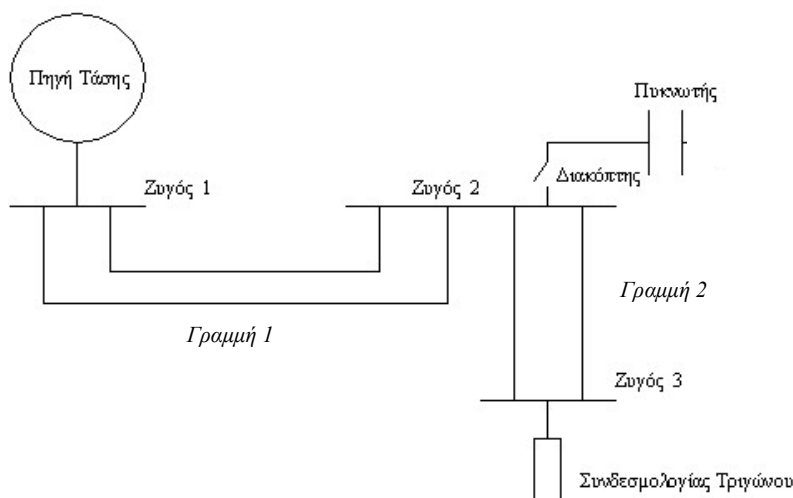 Πηγή Τάσης
Πυκνωτής
Ζυγός 1
Ζυγός 2
Διακόπτης
Γραμμή 1
Γραμμή 2
Ζυγός 3
Συνδεσμολογίας Τριγώνου